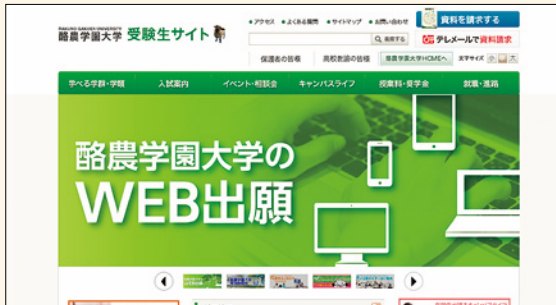 RAKUNO GAKUEN UNIVERSITY
酪農学園大学 受験生サイト
アクセス よくある質問 サイトマップ お問い合わせ
検索する
資料を請求する
テレメールで資料請求
保護者の皆様 高校教諭の皆様 酪農学園大学HOMEへ 文字サイズ 小 大
学べる学群・学類 入試案内 イベント・相談会 キャンパスライフ 授業料・奨学金 就職・進路
酪農学園大学の
WEB出願